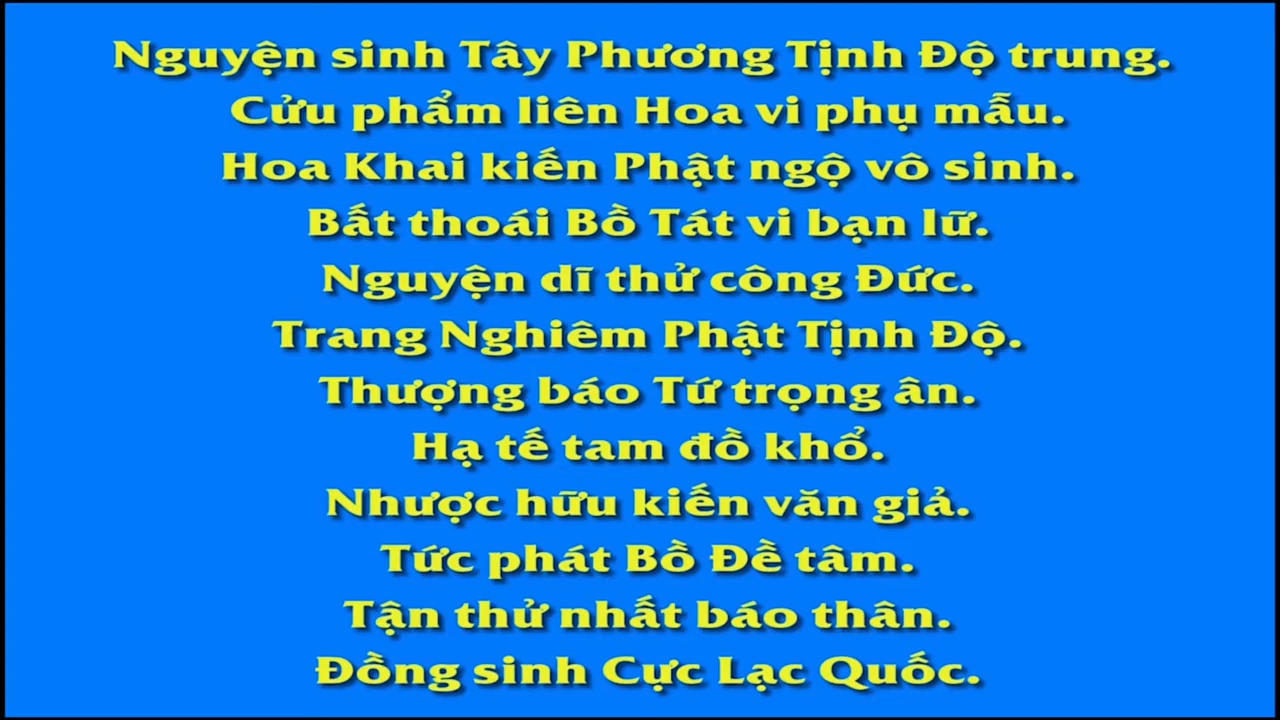 Nguyện sinh Tây Phương Tịnh Độ trung.
Cửu phẩm liên Hoa vi phụ mẫu.
Hoa Khai kiến Phật ngộ vô sinh.
Bất thoái Bồ Tát vi bạn lữ.
Nguyện dĩ thử công Đức.
Trang Nghiêm Phật Tịnh Độ.
Thượng báo Tứ trọng ân.
Hạ tế tam đồ khổ.
Nhược hữu kiến văn giả.
Tức phát Bồ Đề tâm.
Tận thử nhất báo thân.
Đồng sinh Cực Lạc Quốc.